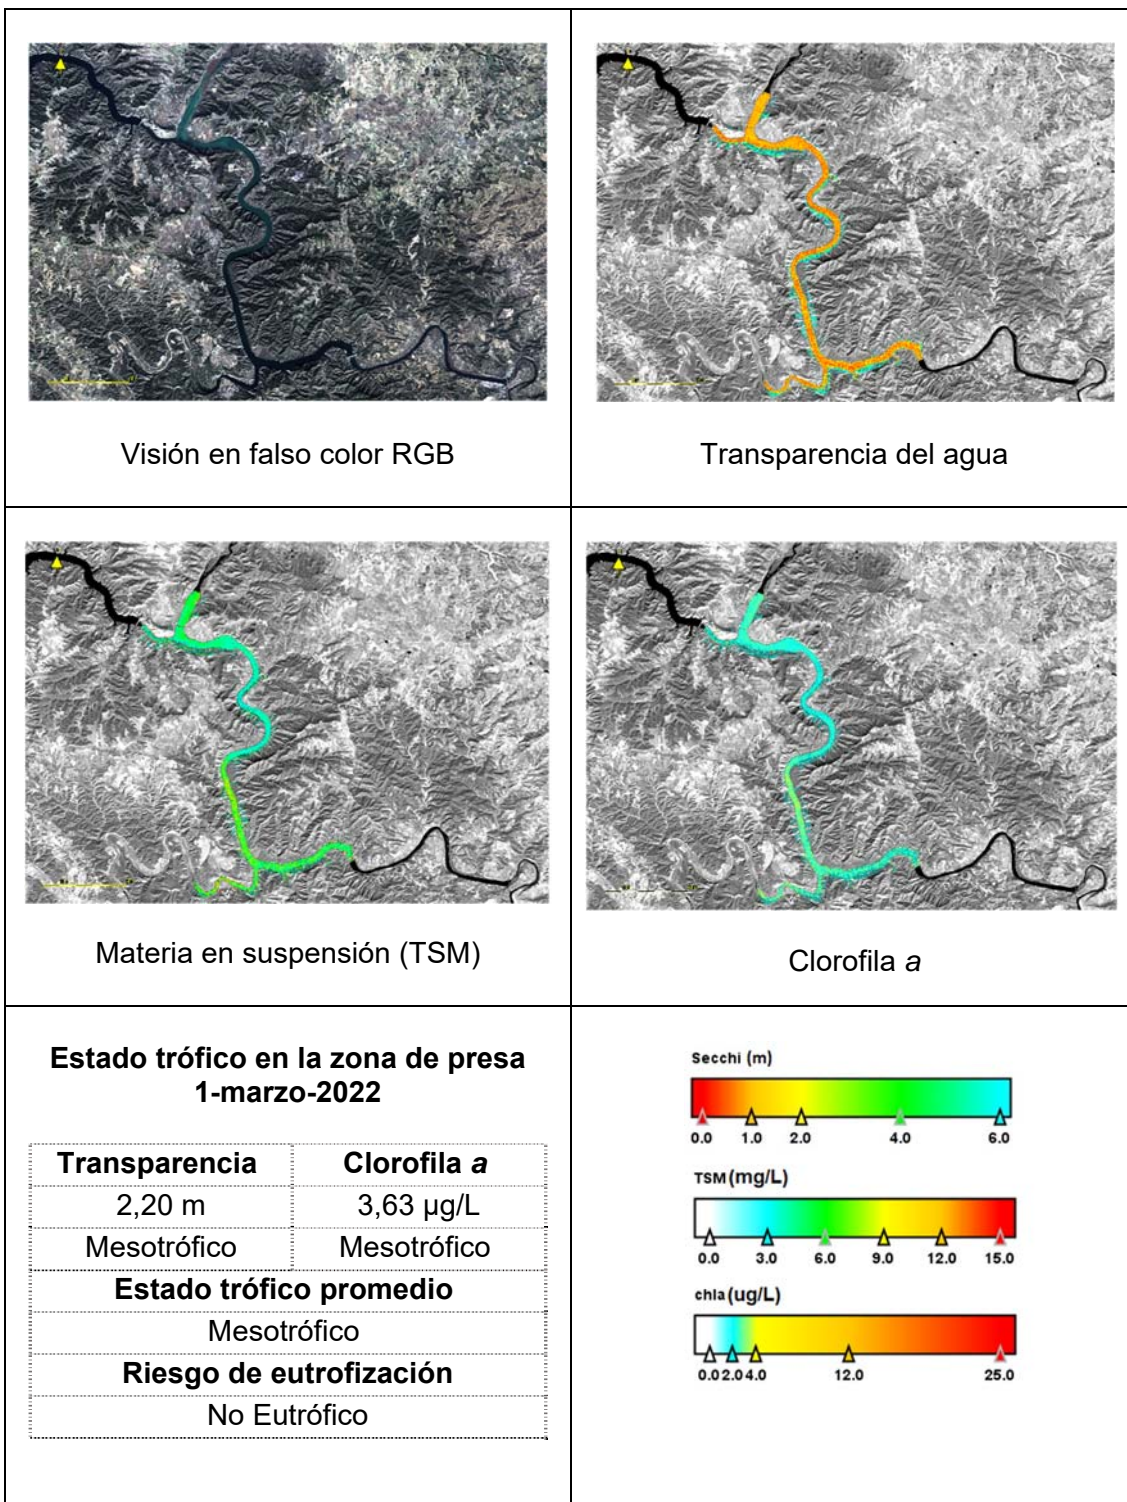 Visión en falso color RGB
Transparencia del agua
Materia en suspensión (TSM)
Clorofila a
Estado trófico en la zona de presa
1-marzo-2022
Transparencia Clorofila a
2,20 m 3,63 µg/L
Mesotrófico Mesotrófico
Estado trófico promedio
Mesotrófico
Riesgo de eutrofización
No Eutrófico
Secchi (m)
0.0 1.0 2.0 4.0 6.0
TSM (mg/L)
0.0 3.0 6.0 9.0 12.0 15.0
chla (ug/L)
0.0 2.0 4.0 12.0 25.0